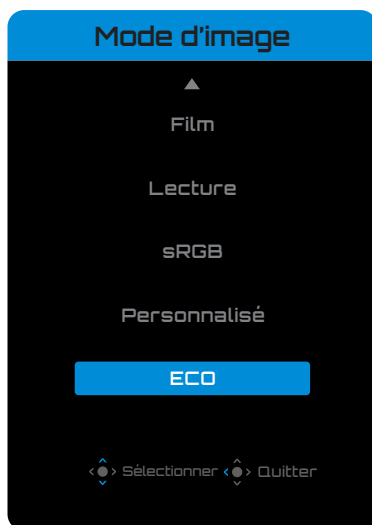 Mode d'image
Film
Lecture
sRGB
Personnalisé
ECO
Sélectionner Quitter